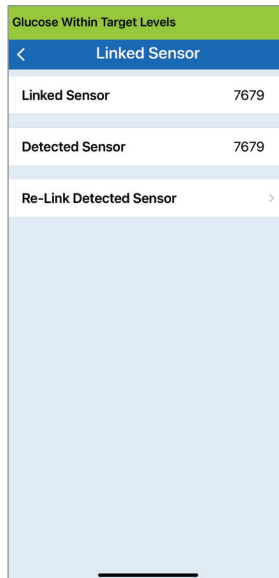 Glucose Within Target Levels
Linked Sensor
Linked Sensor 7679
Detected Sensor 7679
Re-Link Detected Sensor